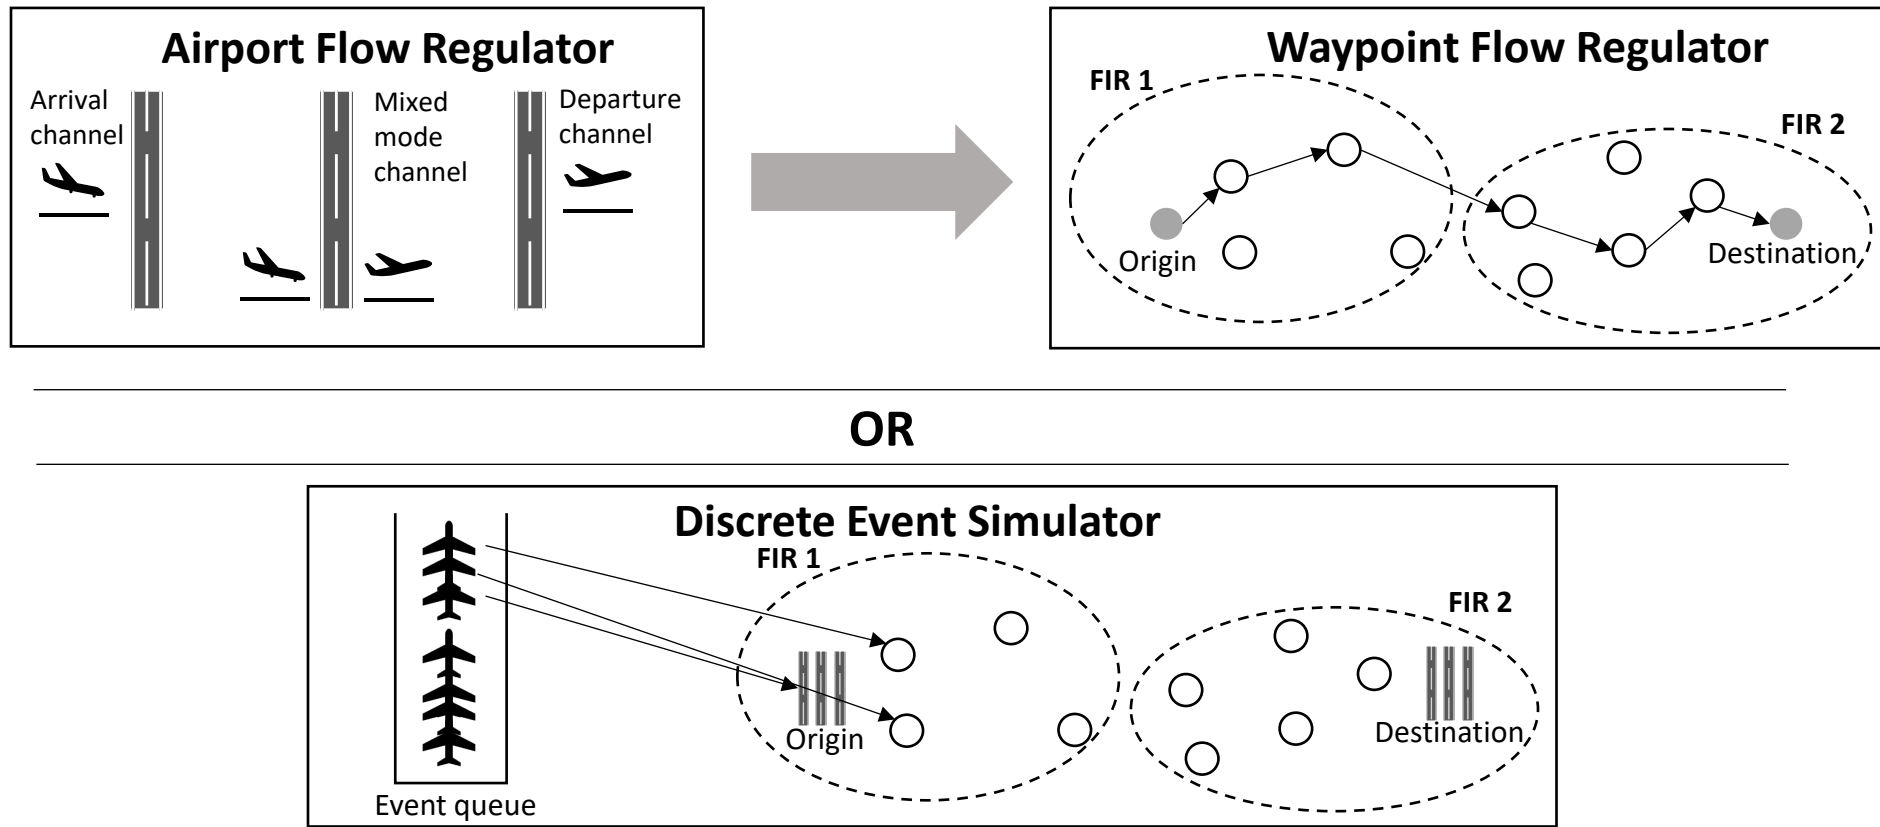 Airport Flow Regulator
Arrival
channel
Mixed
mode
channel
Departure
channel
Waypoint Flow Regulator
FIR 1
FIR 2
Origin
Destination
OR
Discrete Event Simulator
FIR 1
FIR 2
Origin
Destination
Event queue